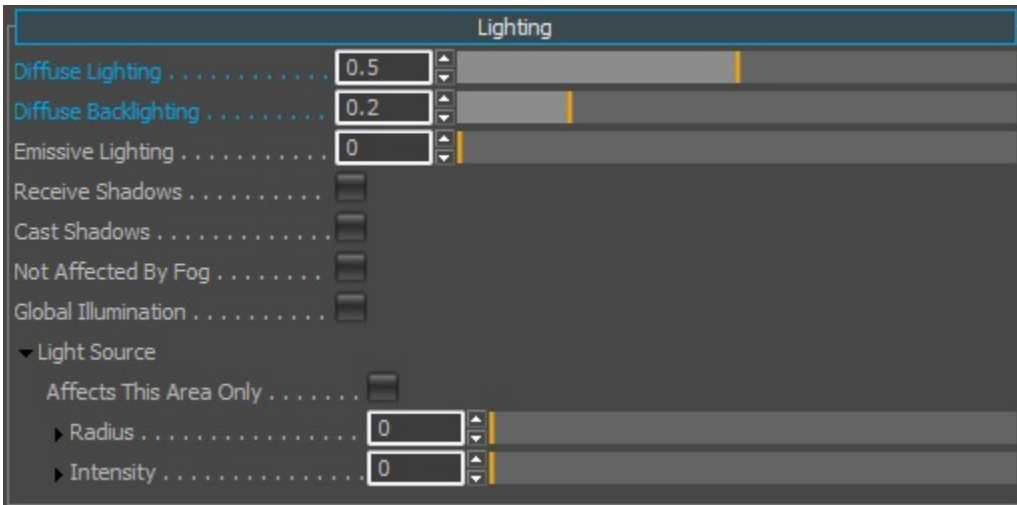 Lighting
Diffuse Lighting . . . . . . . . . . . . 0.5
Diffuse Backlighting . . . . . . . . . 0.2
Emissive Lighting . . . . . . . . . . . 0
Receive Shadows . . . . . . . . . .
Cast Shadows . . . . . . . . . . . . .
Not Affected By Fog . . . . . . . .
Global Illumination . . . . . . . . . .
Light Source
Affects This Area Only . . . . . . .
Radius . . . . . . . . . . . . . . . . 0
Intensity . . . . . . . . . . . . . . . 0